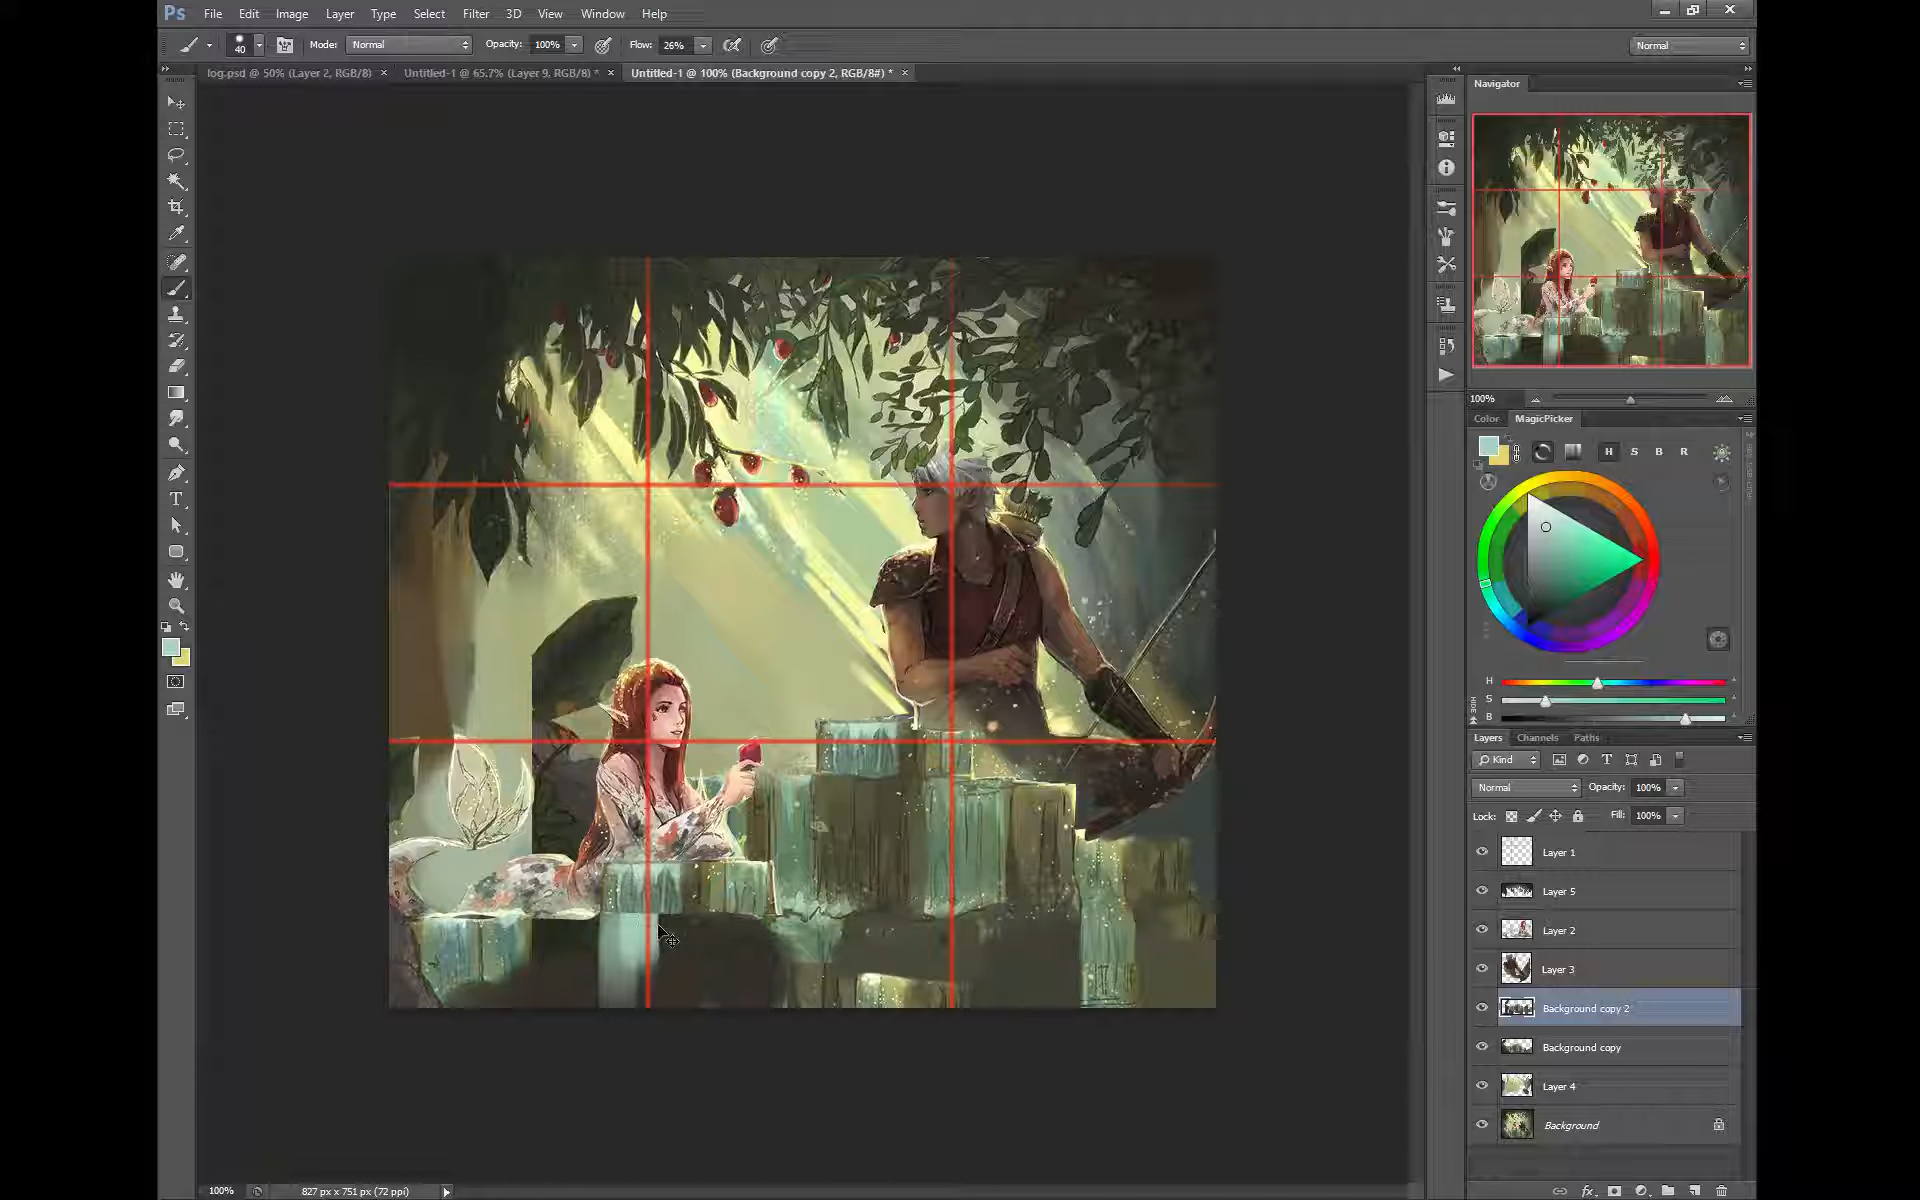 Ps File Edit Image Layer Type Select Filter 3D View Window Help
40 Mode: Normal Opacity: 100% Flow: 26% Normal
log.psd @ 50% (Layer 2, RGB/8) × Untitled-1 @ 65.7% (Layer 9, RGB/8) * × Untitled-1 @ 100% (Background copy 2, RGB/8#) * ×
Navigator
100%
Color MagicPicker
H S B R
H
S
B
HIDE
Layers Channels Paths
Kind
Normal Opacity: 100%
Lock: Fill: 100%
Layer 1
Layer 5
Layer 2
Layer 3
Background copy 2
Background copy
Layer 4
Background
fx
100% 827 px x 751 px (72 ppi)